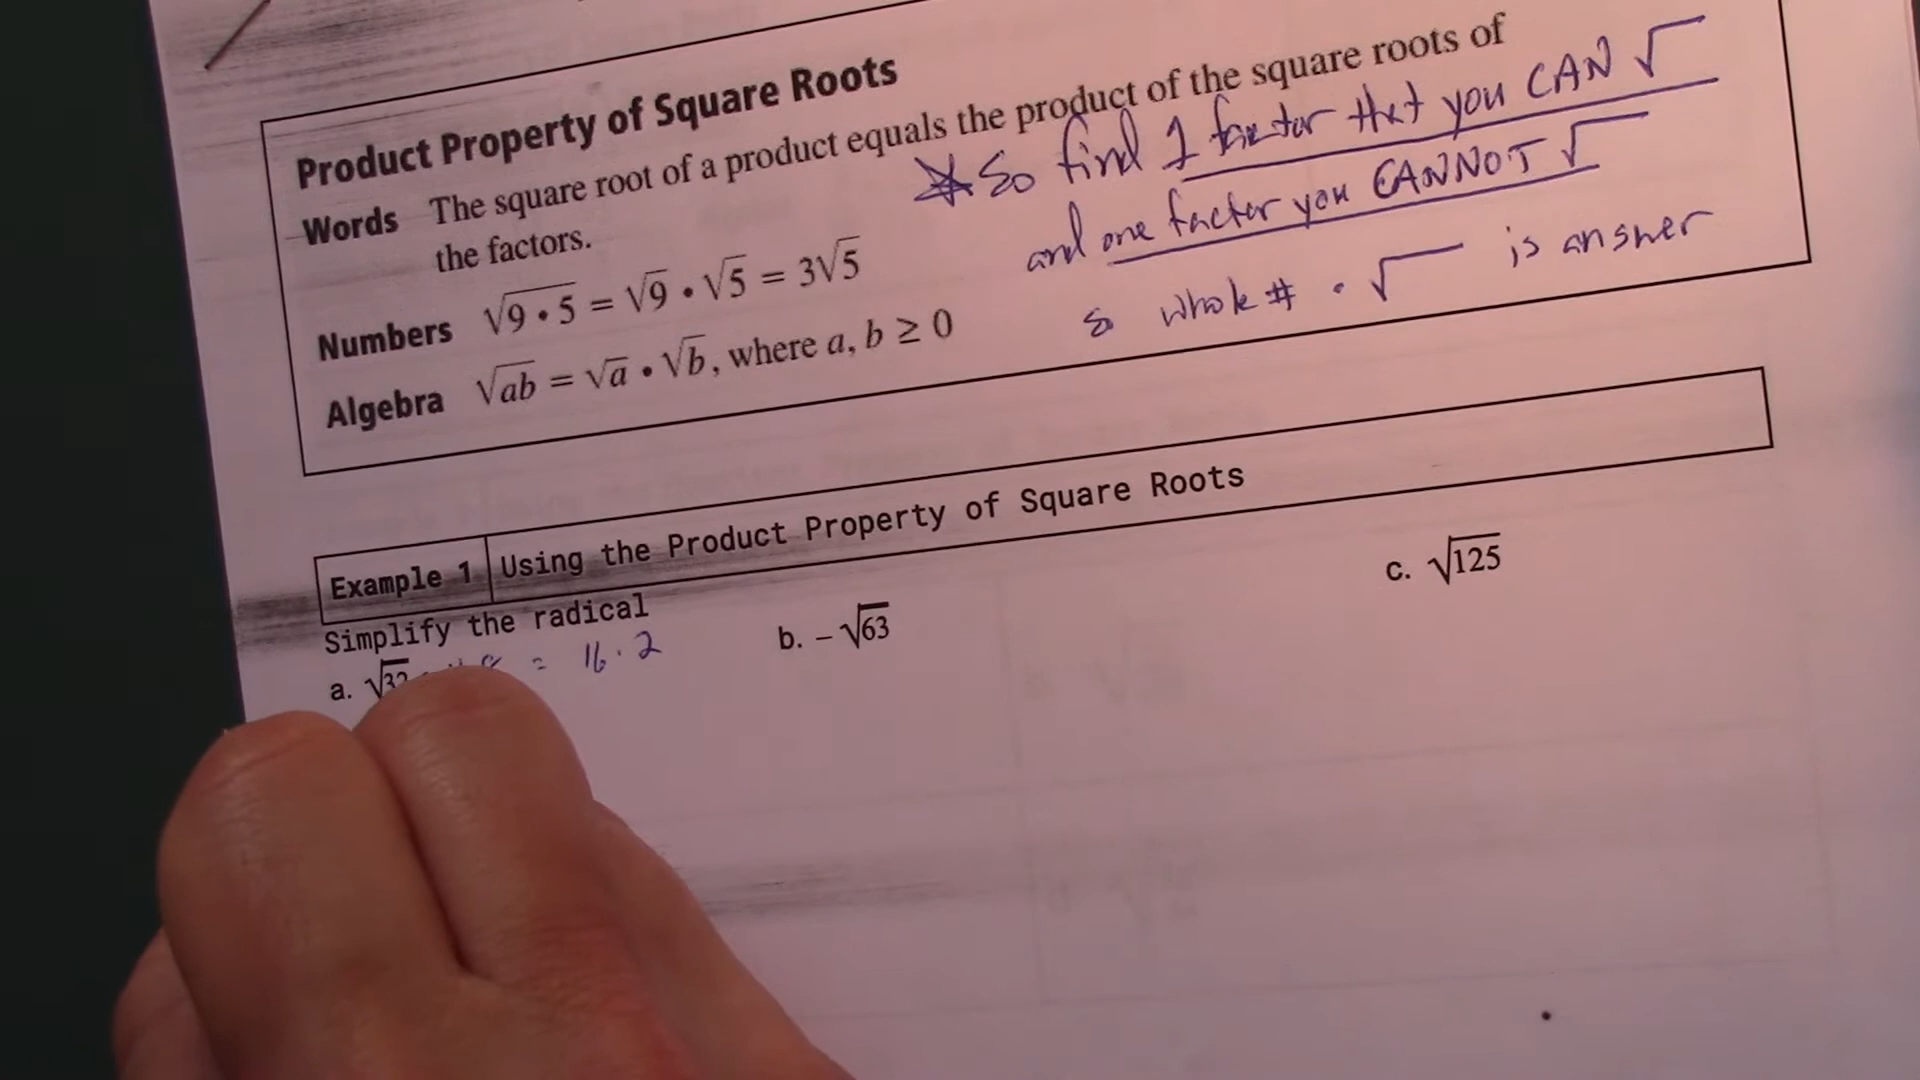 Product Property of Square Roots
Words The square root of a product equals the product of the square roots of
the factors.
Numbers √9 • 5 = √9 • √5 = 3√5
Algebra √ab = √a • √b, where a, b ≥ 0
So find 1 factor that you CAN √
and one factor you CANNOT √
so whole # • √ is answer
Example 1 Using the Product Property of Square Roots
Simplify the radical
a. √32 = 16 · 2
b. – √63
c. √125